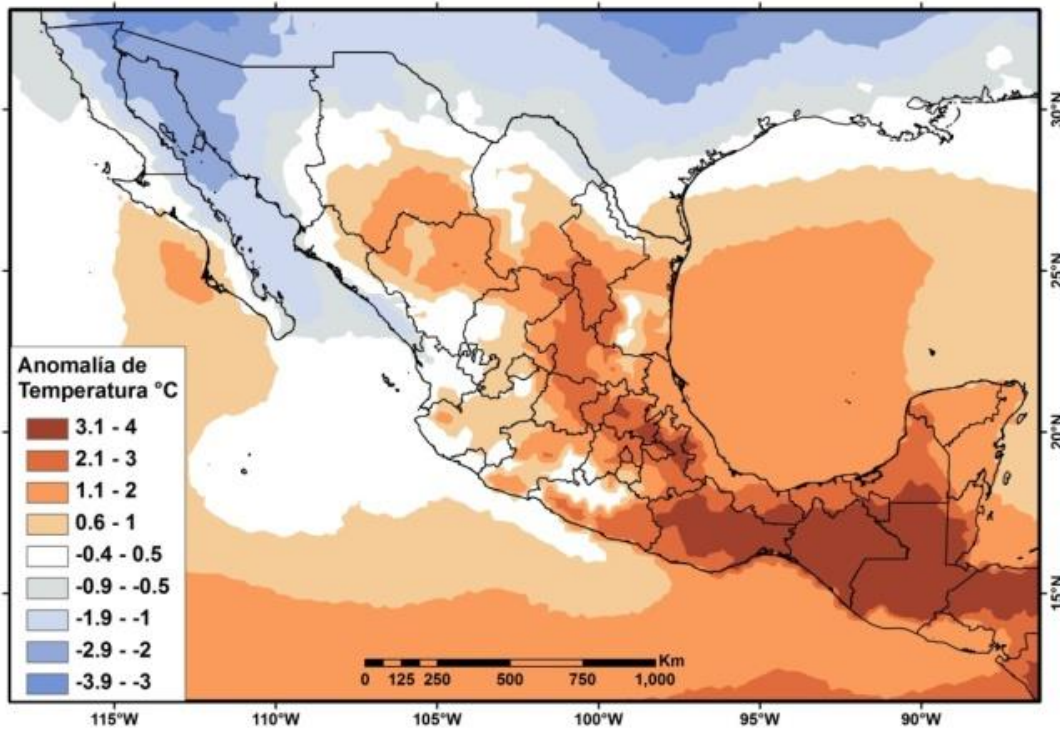 Anomalía de
Temperatura °C
3.1 - 4
2.1 - 3
1.1 - 2
0.6 - 1
-0.4 - 0.5
-0.9 - -0.5
-1.9 - -1
-2.9 - -2
-3.9 - -3
Km
0 125 250 500 750 1,000
30°N
25°N
20°N
15°N
115°W 110°W 105°W 100°W 95°W 90°W